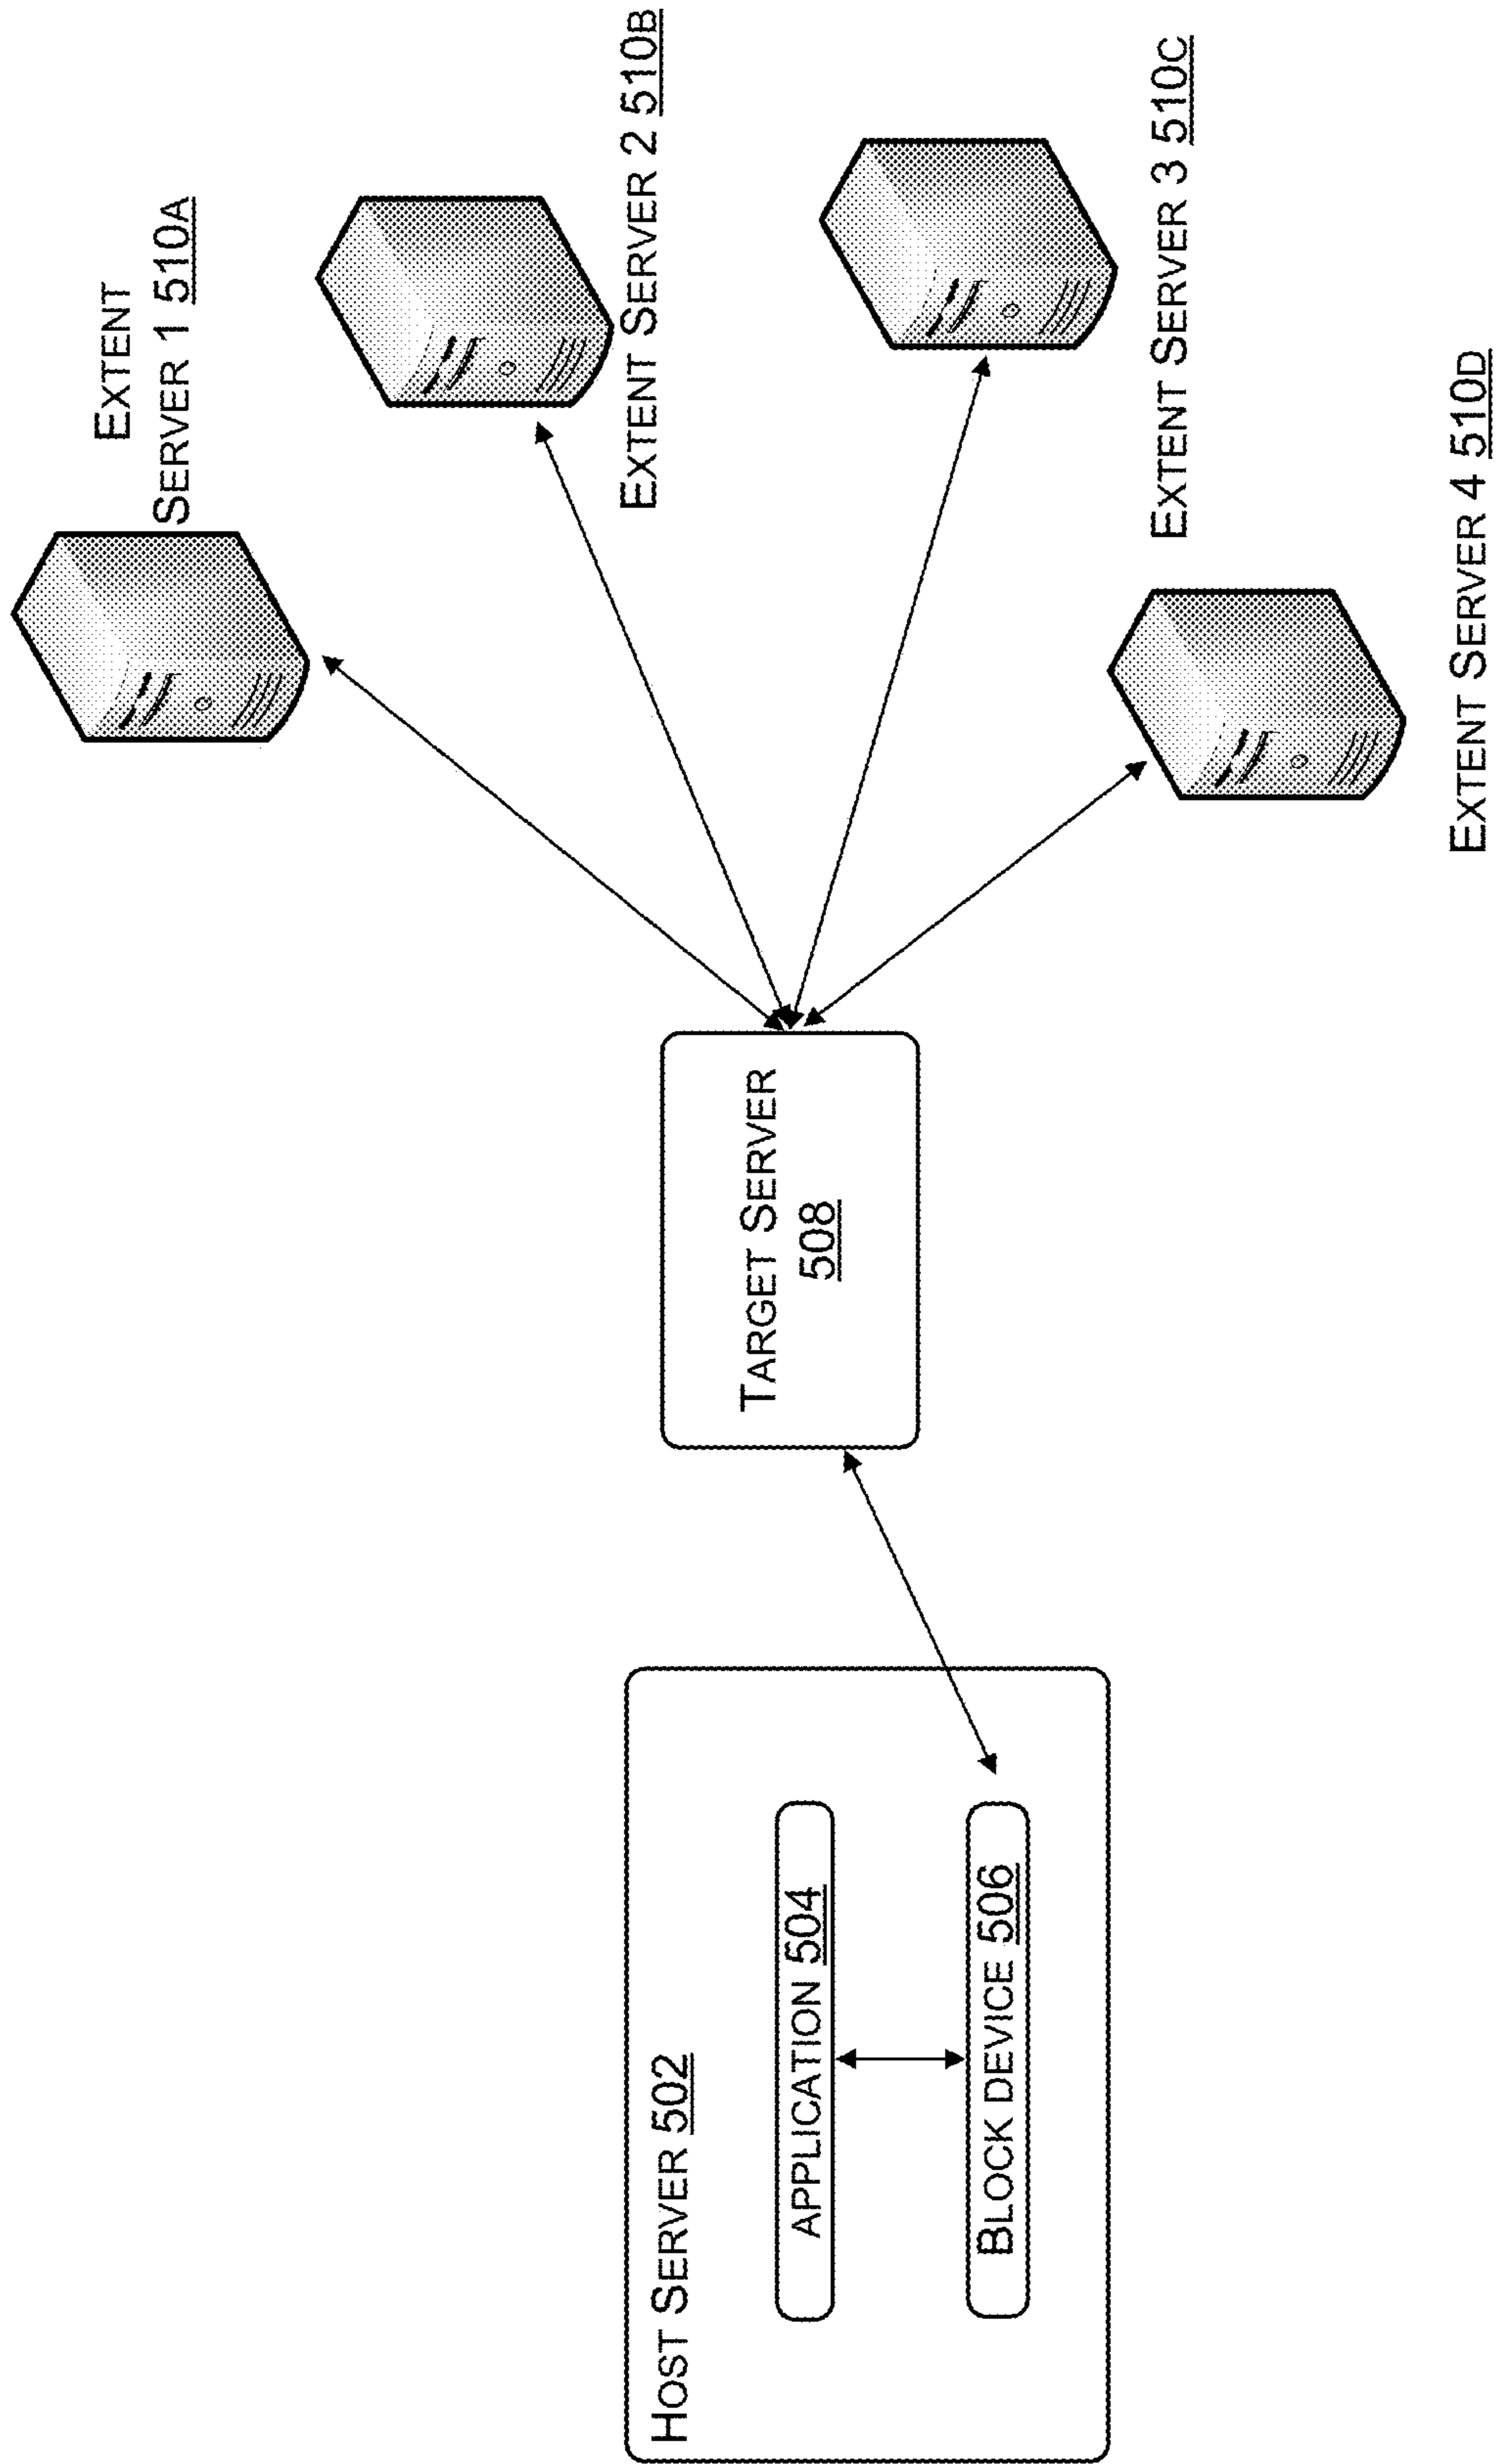 HOST SERVER 502
APPLICATION 504
BLOCK DEVICE 506
TARGET SERVER
508
EXTENT
SERVER 1 510A
EXTENT SERVER 2 510B
EXTENT SERVER 3 510C
EXTENT SERVER 4 510D